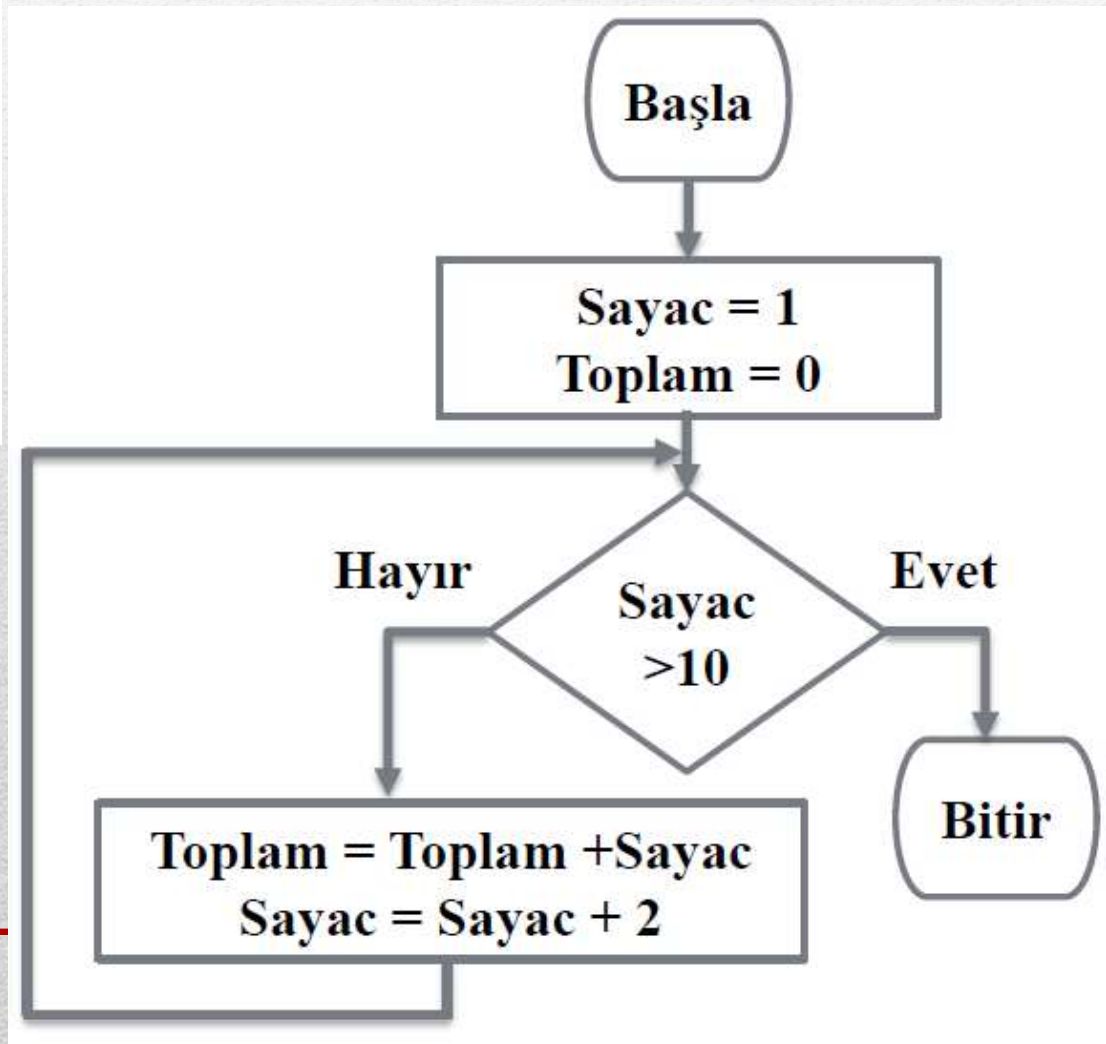 Başla
Sayac = 1
Toplam = 0
Hayır
Evet
Sayac
>10
Toplam = Toplam +Sayac
Sayac = Sayac + 2
Bitir